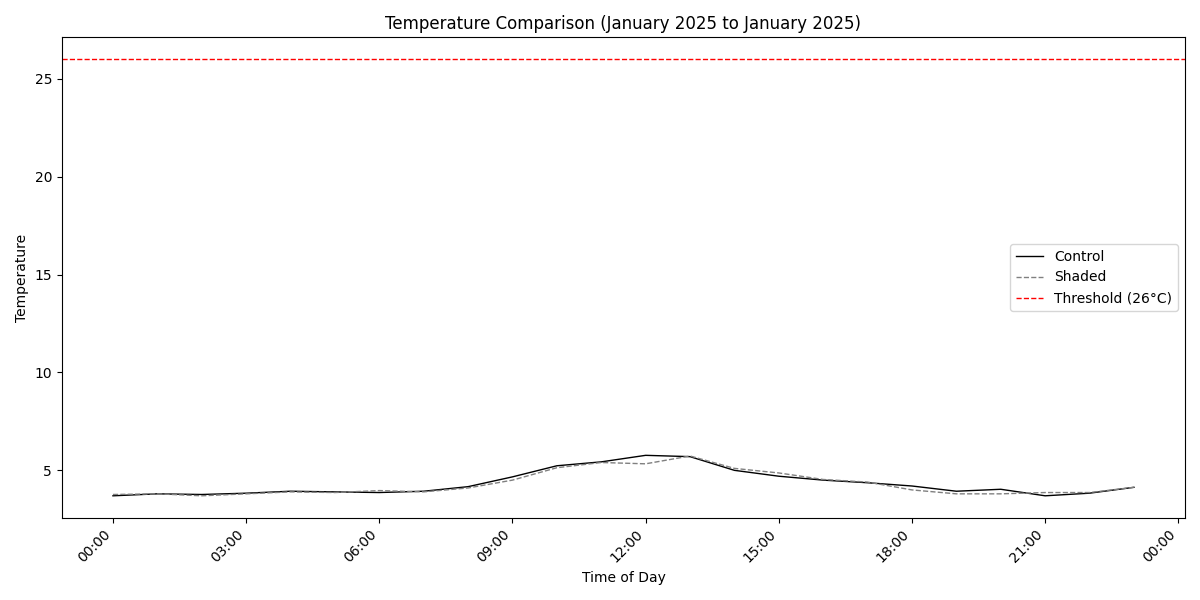 Temperature Comparison (January 2025 to January 2025)
25
20
15
10
5
Temperature
Control
Shaded
Threshold (26°C)
00:00
03:00
06:00
09:00
12:00
15:00
18:00
21:00
00:00
Time of Day